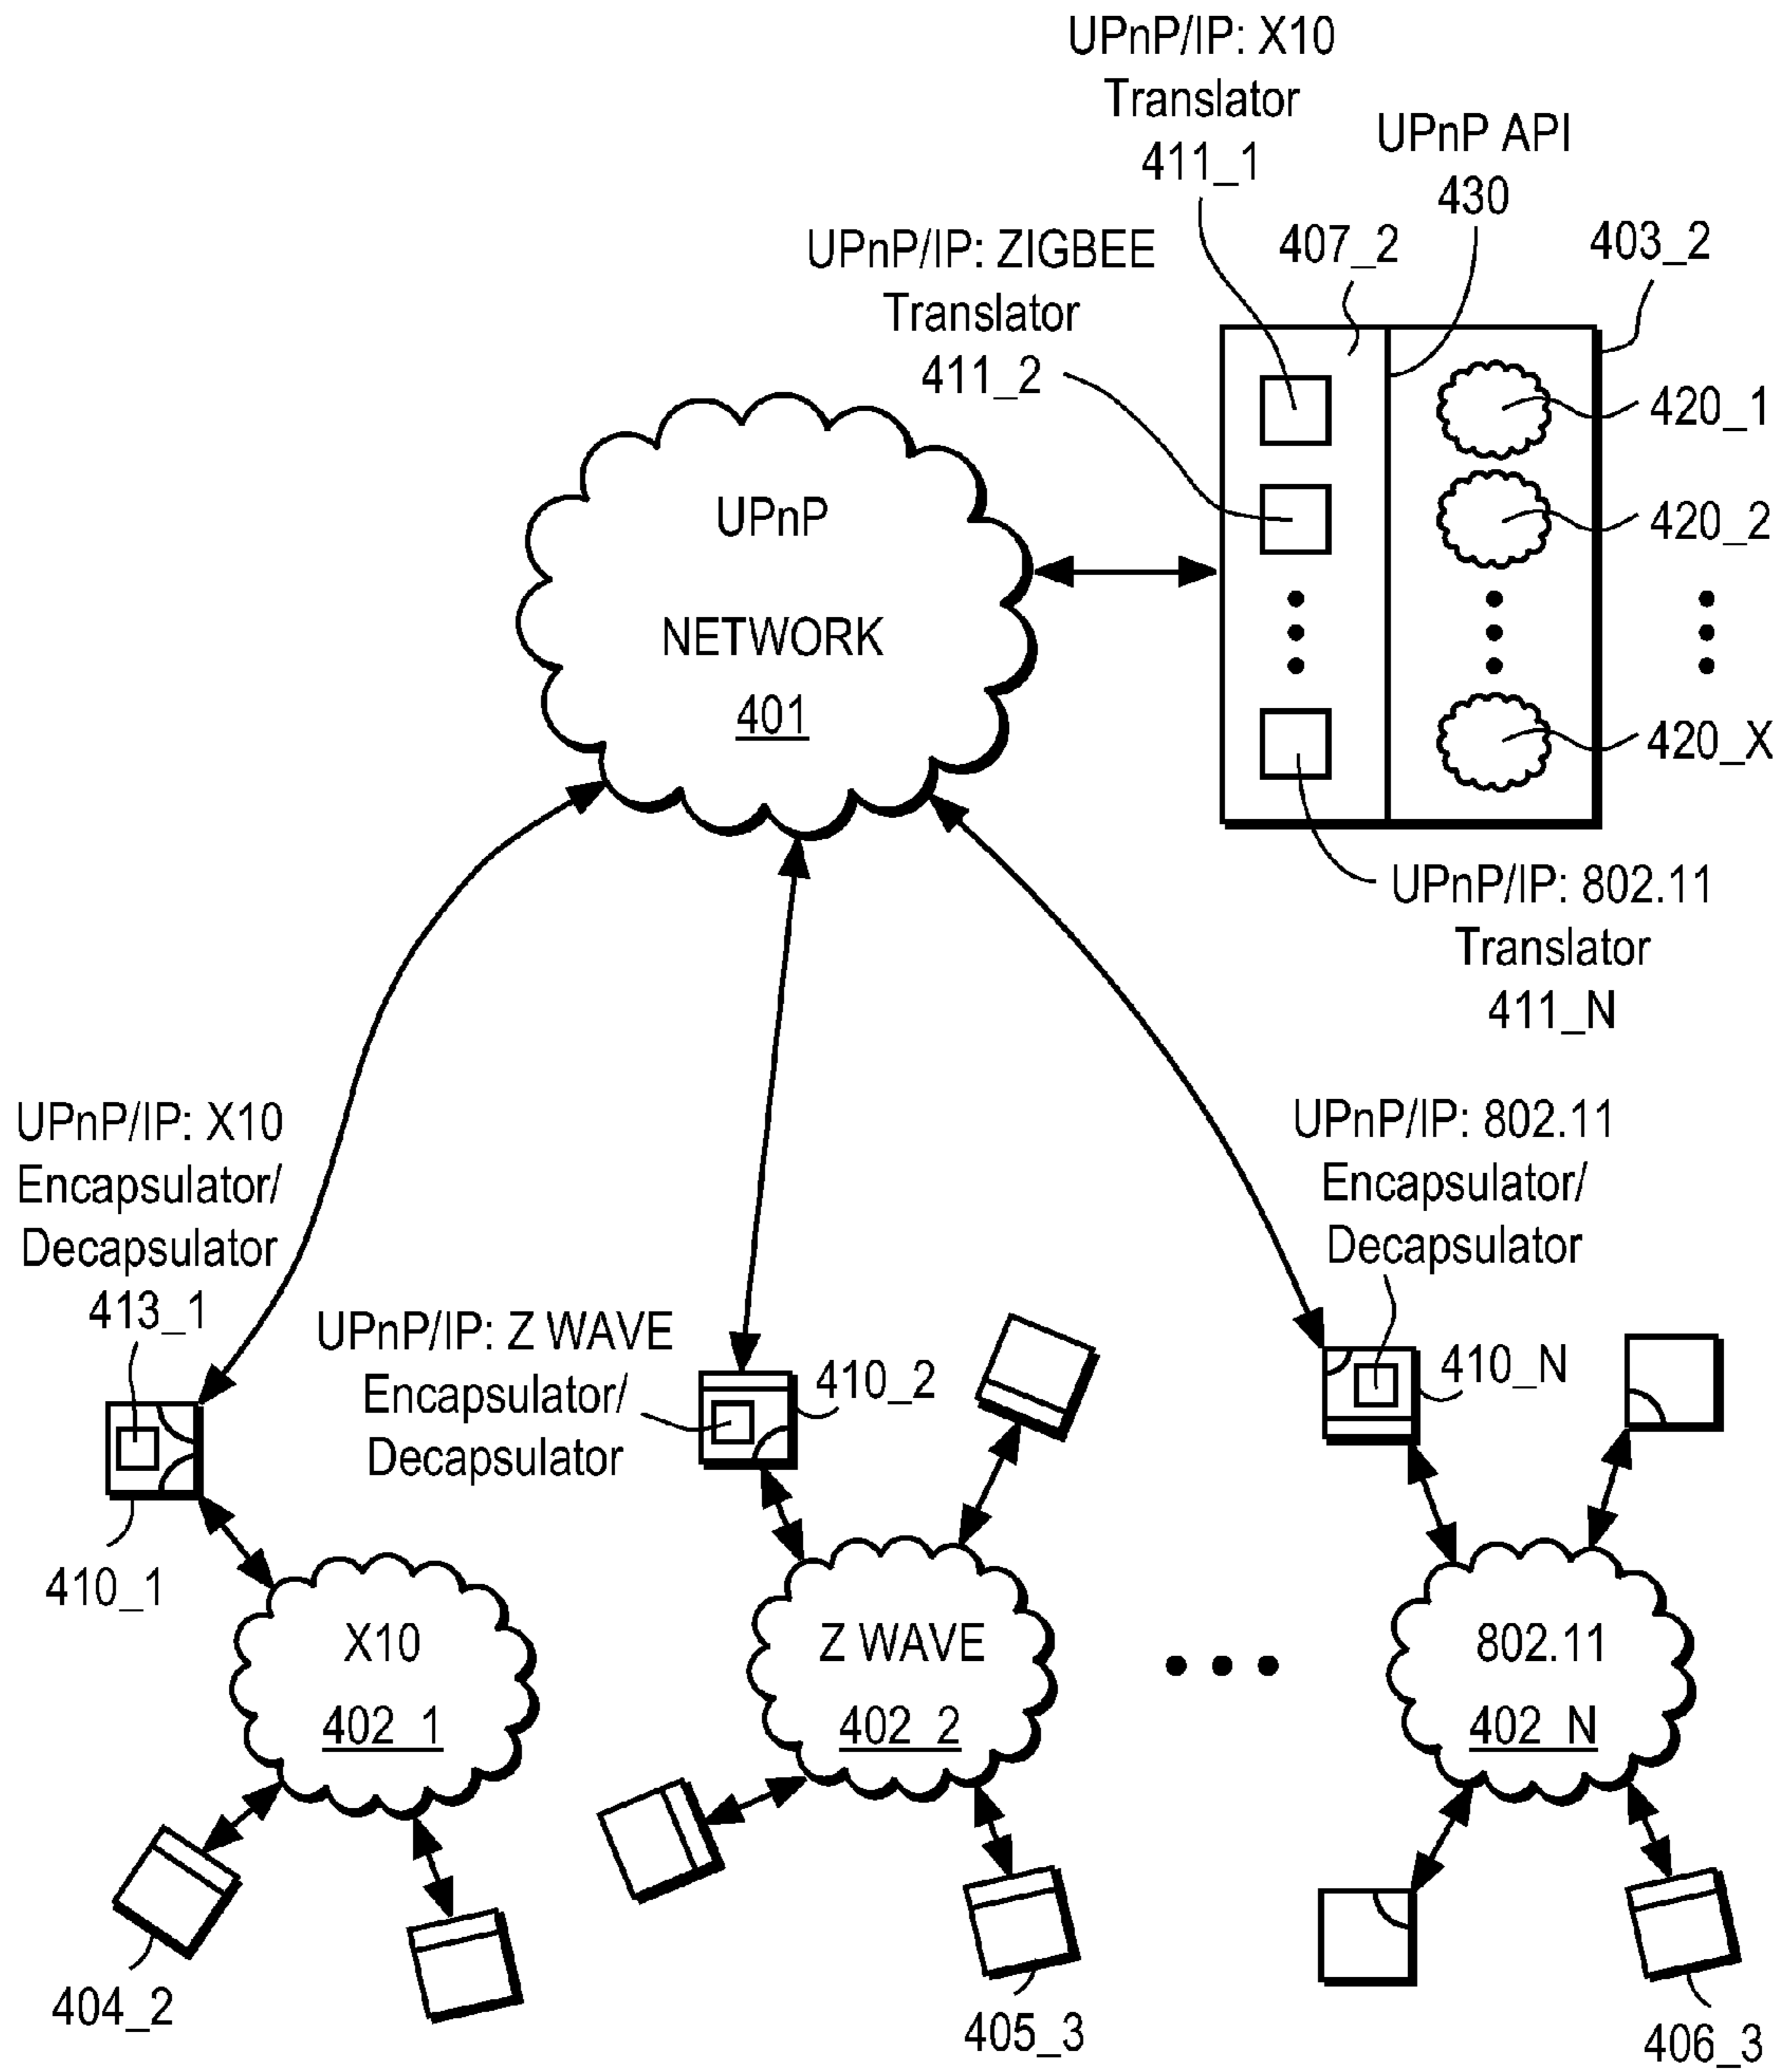 UPnP/IP: X10
Translator
411_1
UPnP API
430
UPnP/IP: ZIGBEE
Translator
411_2
407_2
403_2
420_1
420_2
420_X
UPnP
NETWORK
401
UPnP/IP: 802.11
Translator
411_N
UPnP/IP: X10
Encapsulator/
Decapsulator
413_1
UPnP/IP: Z WAVE
Encapsulator/
Decapsulator
UPnP/IP: 802.11
Encapsulator/
Decapsulator
410_1
410_2
410_N
X10
402_1
Z WAVE
402_2
802.11
402_N
404_2
405_3
406_3